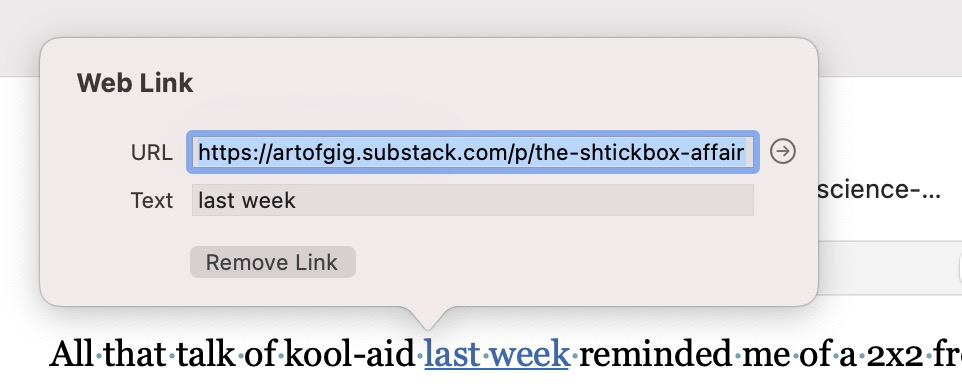 Web Link
URL https://artofgig.substack.com/p/the-shtickbox-affair
Text last week
science-...
Remove Link
All·that·talk·of·kool-aid·last·week·reminded·me·of·a·2x2·fr